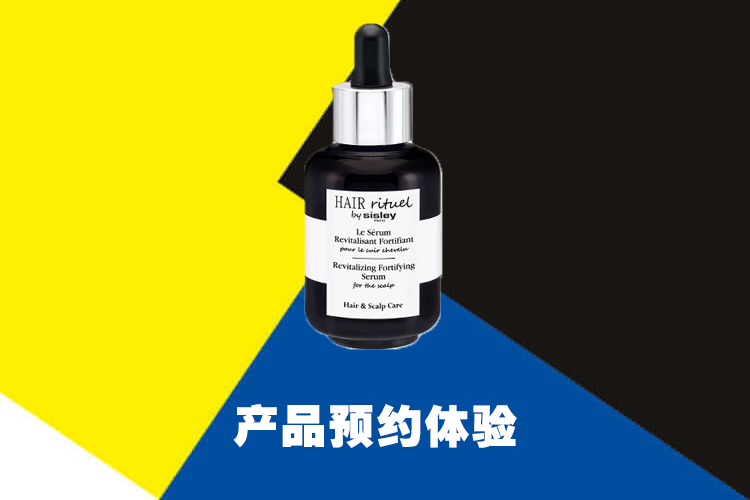 HAIR rituel
by sisley
PARIS
Le Sérum
Revitalisant Fortifiant
pour le cuir chevelu
Revitalizing Fortifying
Serum
for the scalp
Hair & Scalp Care
产品预约体验